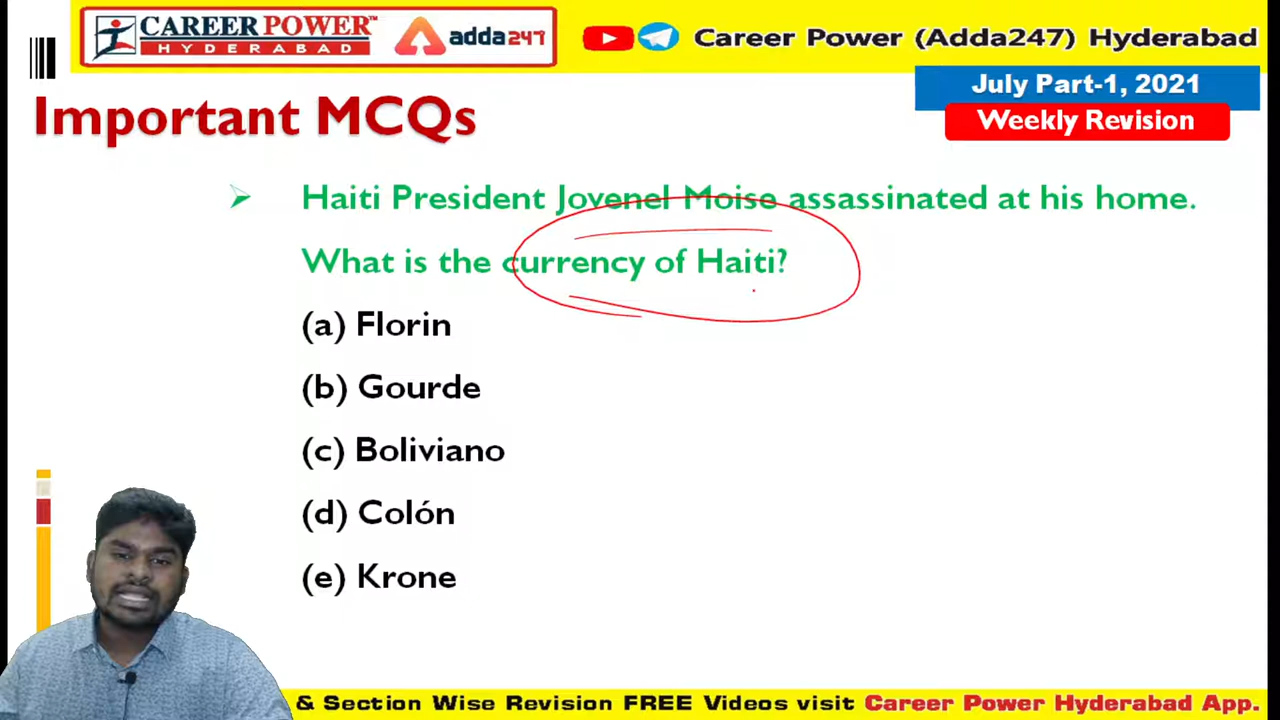 CAREER POWER™
HYDERABAD
adda247
Career Power (Adda247) Hyderabad
July Part-1, 2021
Weekly Revision
Important MCQs
Haiti President Jovenel Moise assassinated at his home.
What is the currency of Haiti?
(a) Florin
(b) Gourde
(c) Boliviano
(d) Colón
(e) Krone
& Section Wise Revision FREE Videos visit Career Power Hyderabad App.